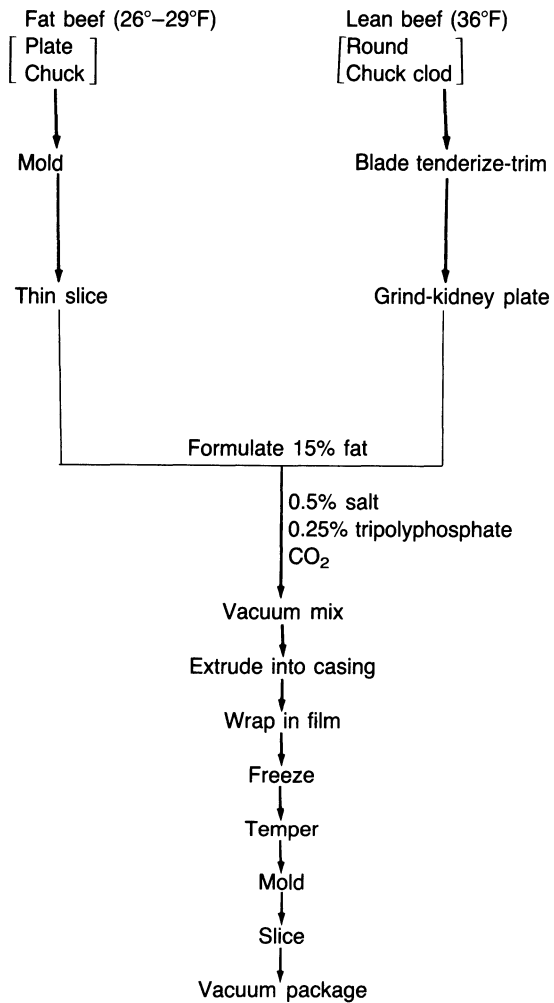 Fat beef (26°–29°F)
Plate
Chuck
Mold
Thin slice
Lean beef (36°F)
Round
Chuck clod
Blade tenderize-trim
Grind-kidney plate
Formulate 15% fat
0.5% salt
0.25% tripolyphosphate
CO₂
Vacuum mix
Extrude into casing
Wrap in film
Freeze
Temper
Mold
Slice
Vacuum package